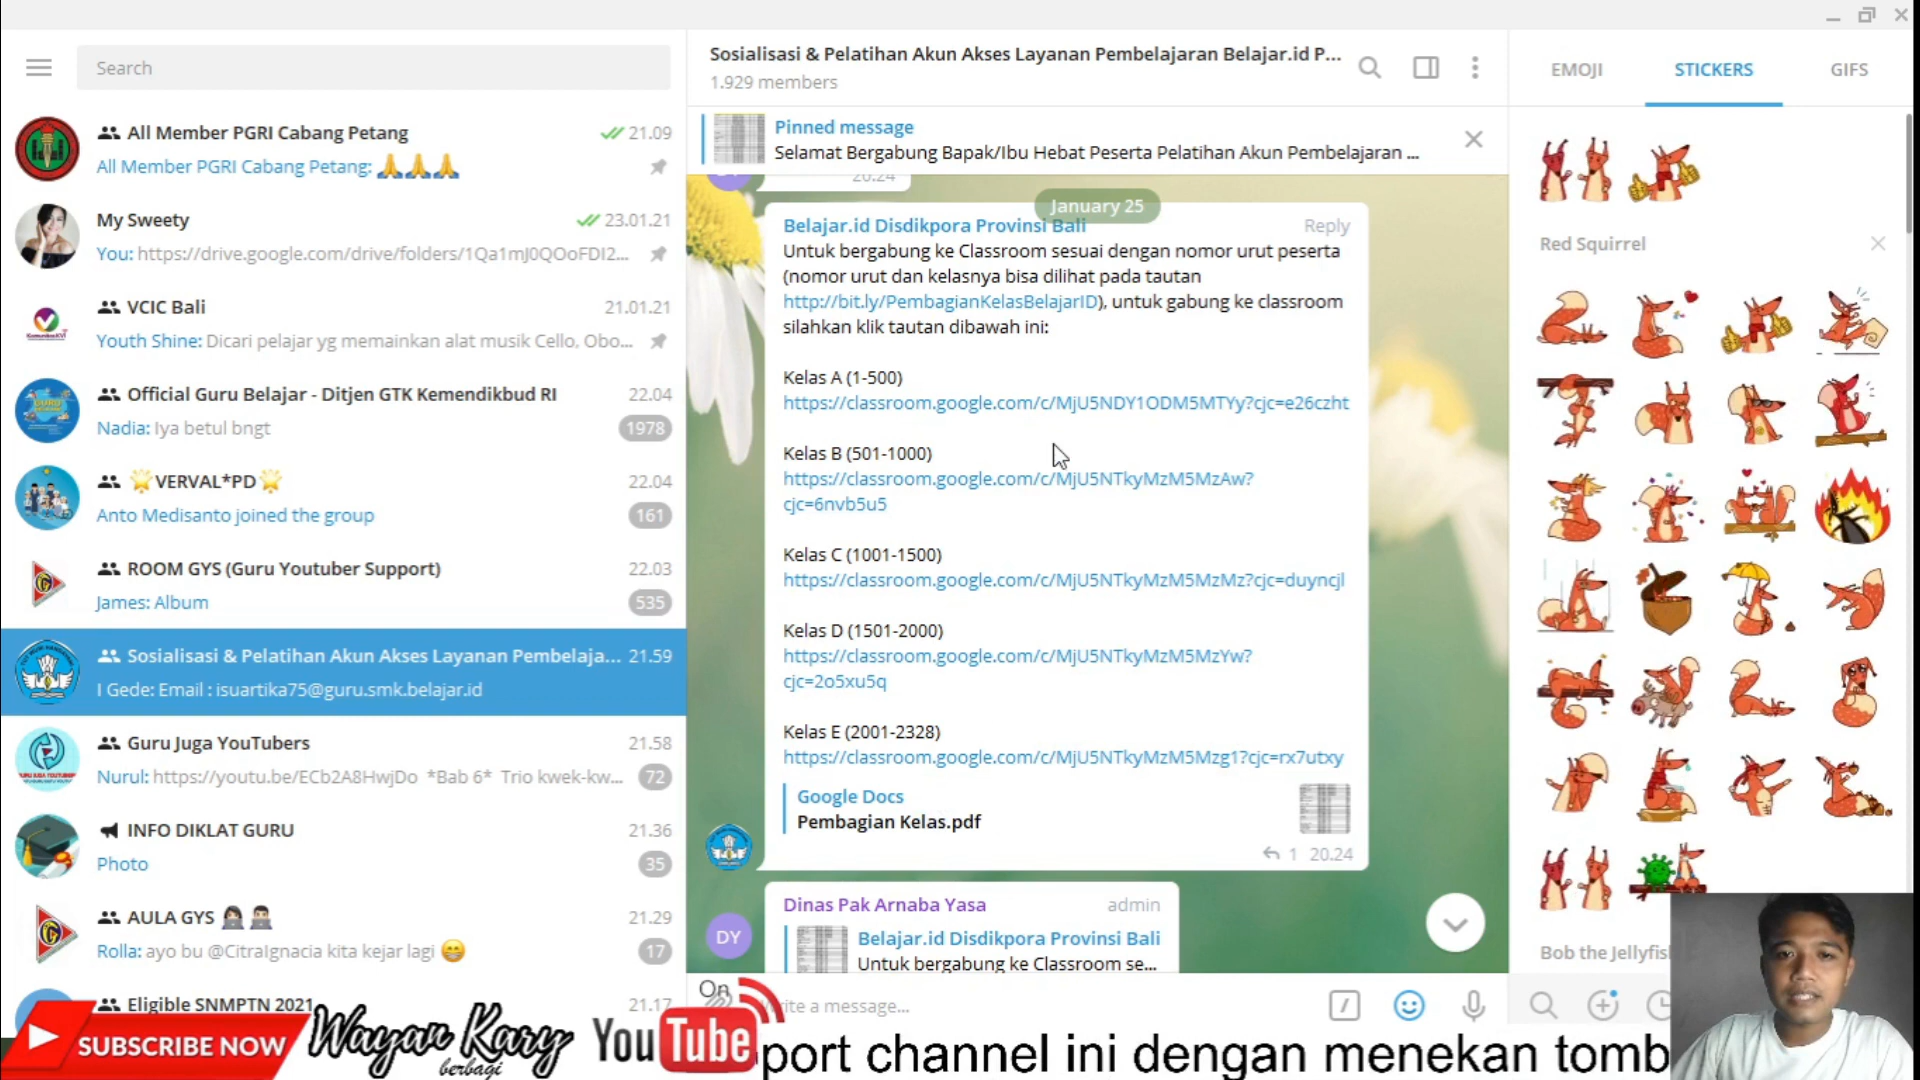 Search
All Member PGRI Cabang Petang
21.09
All Member PGRI Cabang Petang: 🙏🙏🙏
My Sweety
23.01.21
You: https://drive.google.com/drive/folders/1Qa1mJ0QOoFDI2...
VCIC Bali
21.01.21
Youth Shine: Dicari pelajar yg memainkan alat musik Cello, Obo...
Official Guru Belajar - Ditjen GTK Kemendikbud RI
22.04
Nadia: Iya betul bngt
1978
🌟VERVAL*PD🌟
22.04
Anto Medisanto joined the group
161
ROOM GYS (Guru Youtuber Support)
22.03
James: Album
535
Sosialisasi & Pelatihan Akun Akses Layanan Pembelaja...
21.59
I Gede: Email : isuartika75@guru.smk.belajar.id
Guru Juga YouTubers
21.58
Nurul: https://youtu.be/ECb2A8HwjDo *Bab 6* Trio kwek-kw...
72
INFO DIKLAT GURU
21.36
Photo
35
AULA GYS 👩🏻‍💻👨🏻‍💻
21.29
Rolla: ayo bu @CitraIgnacia kita kejar lagi 😁
17
Eligible SNMPTN 2021
21.17
Sosialisasi & Pelatihan Akun Akses Layanan Pembelajaran Belajar.id P...
1.929 members
Pinned message
Selamat Bergabung Bapak/Ibu Hebat Peserta Pelatihan Akun Pembelajaran ...
20.24
January 25
Belajar.id Disdikpora Provinsi Bali
Reply
Untuk bergabung ke Classroom sesuai dengan nomor urut peserta
(nomor urut dan kelasnya bisa dilihat pada tautan
http://bit.ly/PembagianKelasBelajarID), untuk gabung ke classroom
silahkan klik tautan dibawah ini:
Kelas A (1-500)
https://classroom.google.com/c/MjU5NDY1ODM5MTYy?cjc=e26czht
Kelas B (501-1000)
https://classroom.google.com/c/MjU5NTkyMzM5MzAw?
cjc=6nvb5u5
Kelas C (1001-1500)
https://classroom.google.com/c/MjU5NTkyMzM5MzMz?cjc=duyncjl
Kelas D (1501-2000)
https://classroom.google.com/c/MjU5NTkyMzM5MzYw?
cjc=2o5xu5q
Kelas E (2001-2328)
https://classroom.google.com/c/MjU5NTkyMzM5Mzg1?cjc=rx7utxy
Google Docs
Pembagian Kelas.pdf
1 20.24
Dinas Pak Arnaba Yasa
admin
DY
Belajar.id Disdikpora Provinsi Bali
Untuk bergabung ke Classroom se...
On
Write a message...
EMOJI
STICKERS
GIFS
Red Squirrel
Bob the Jellyfish
SUBSCRIBE NOW
Wayan Kary
berbagi
YouTube
port channel ini dengan menekan tomb